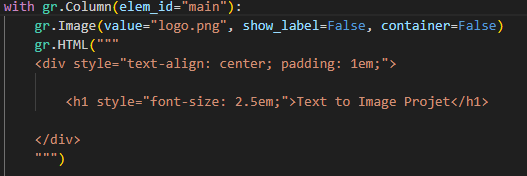 with gr.Column(elem_id="main"):
gr.Image(value="logo.png", show_label=False, container=False)
gr.HTML("""
<div style="text-align: center; padding: 1em;">
<h1 style="font-size: 2.5em;">Text to Image Projet</h1>
</div>
""")